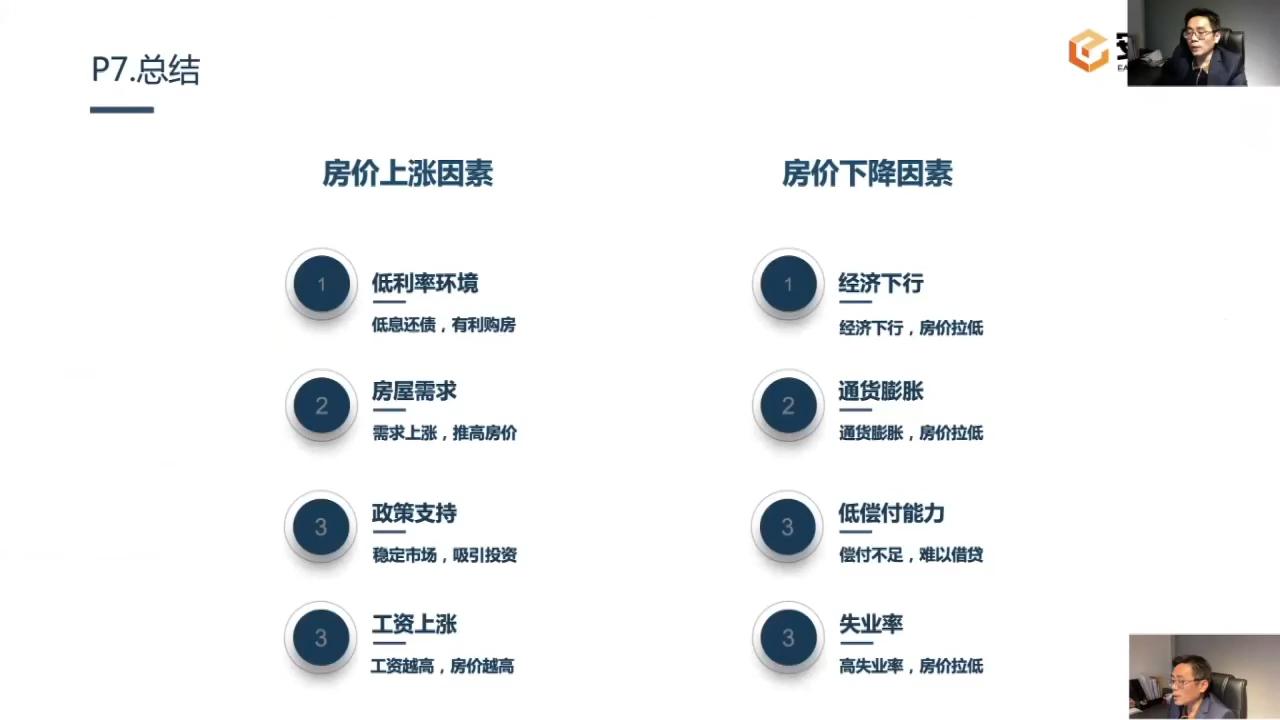 P7.总结
房价上涨因素
1
低利率环境
低息还债，有利购房
2
房屋需求
需求上涨，推高房价
3
政策支持
稳定市场，吸引投资
3
工资上涨
工资越高，房价越高
房价下降因素
1
经济下行
经济下行，房价拉低
2
通货膨胀
通货膨胀，房价拉低
3
低偿付能力
偿付不足，难以借贷
3
失业率
高失业率，房价拉低